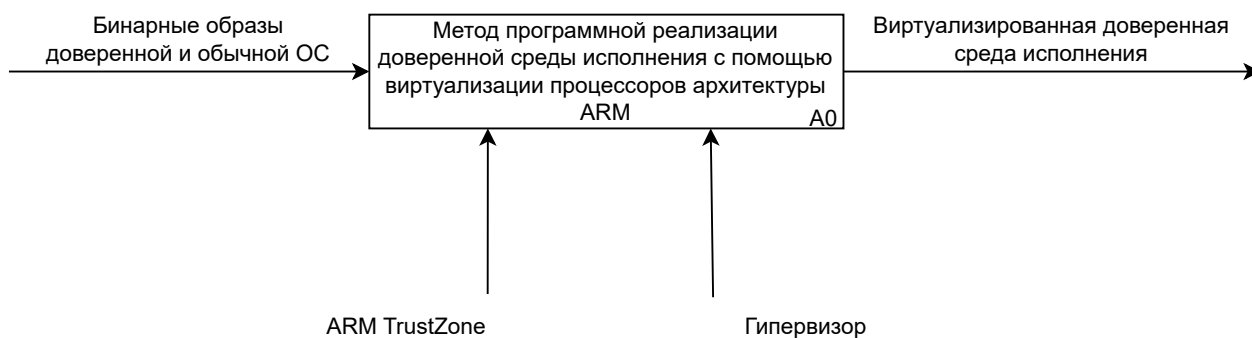 Бинарные образы
доверенной и обычной ОС
Метод программной реализации
доверенной среды исполнения с помощью
виртуализации процессоров архитектуры
ARM
A0
Виртуализированная доверенная
среда исполнения
ARM TrustZone
Гипервизор